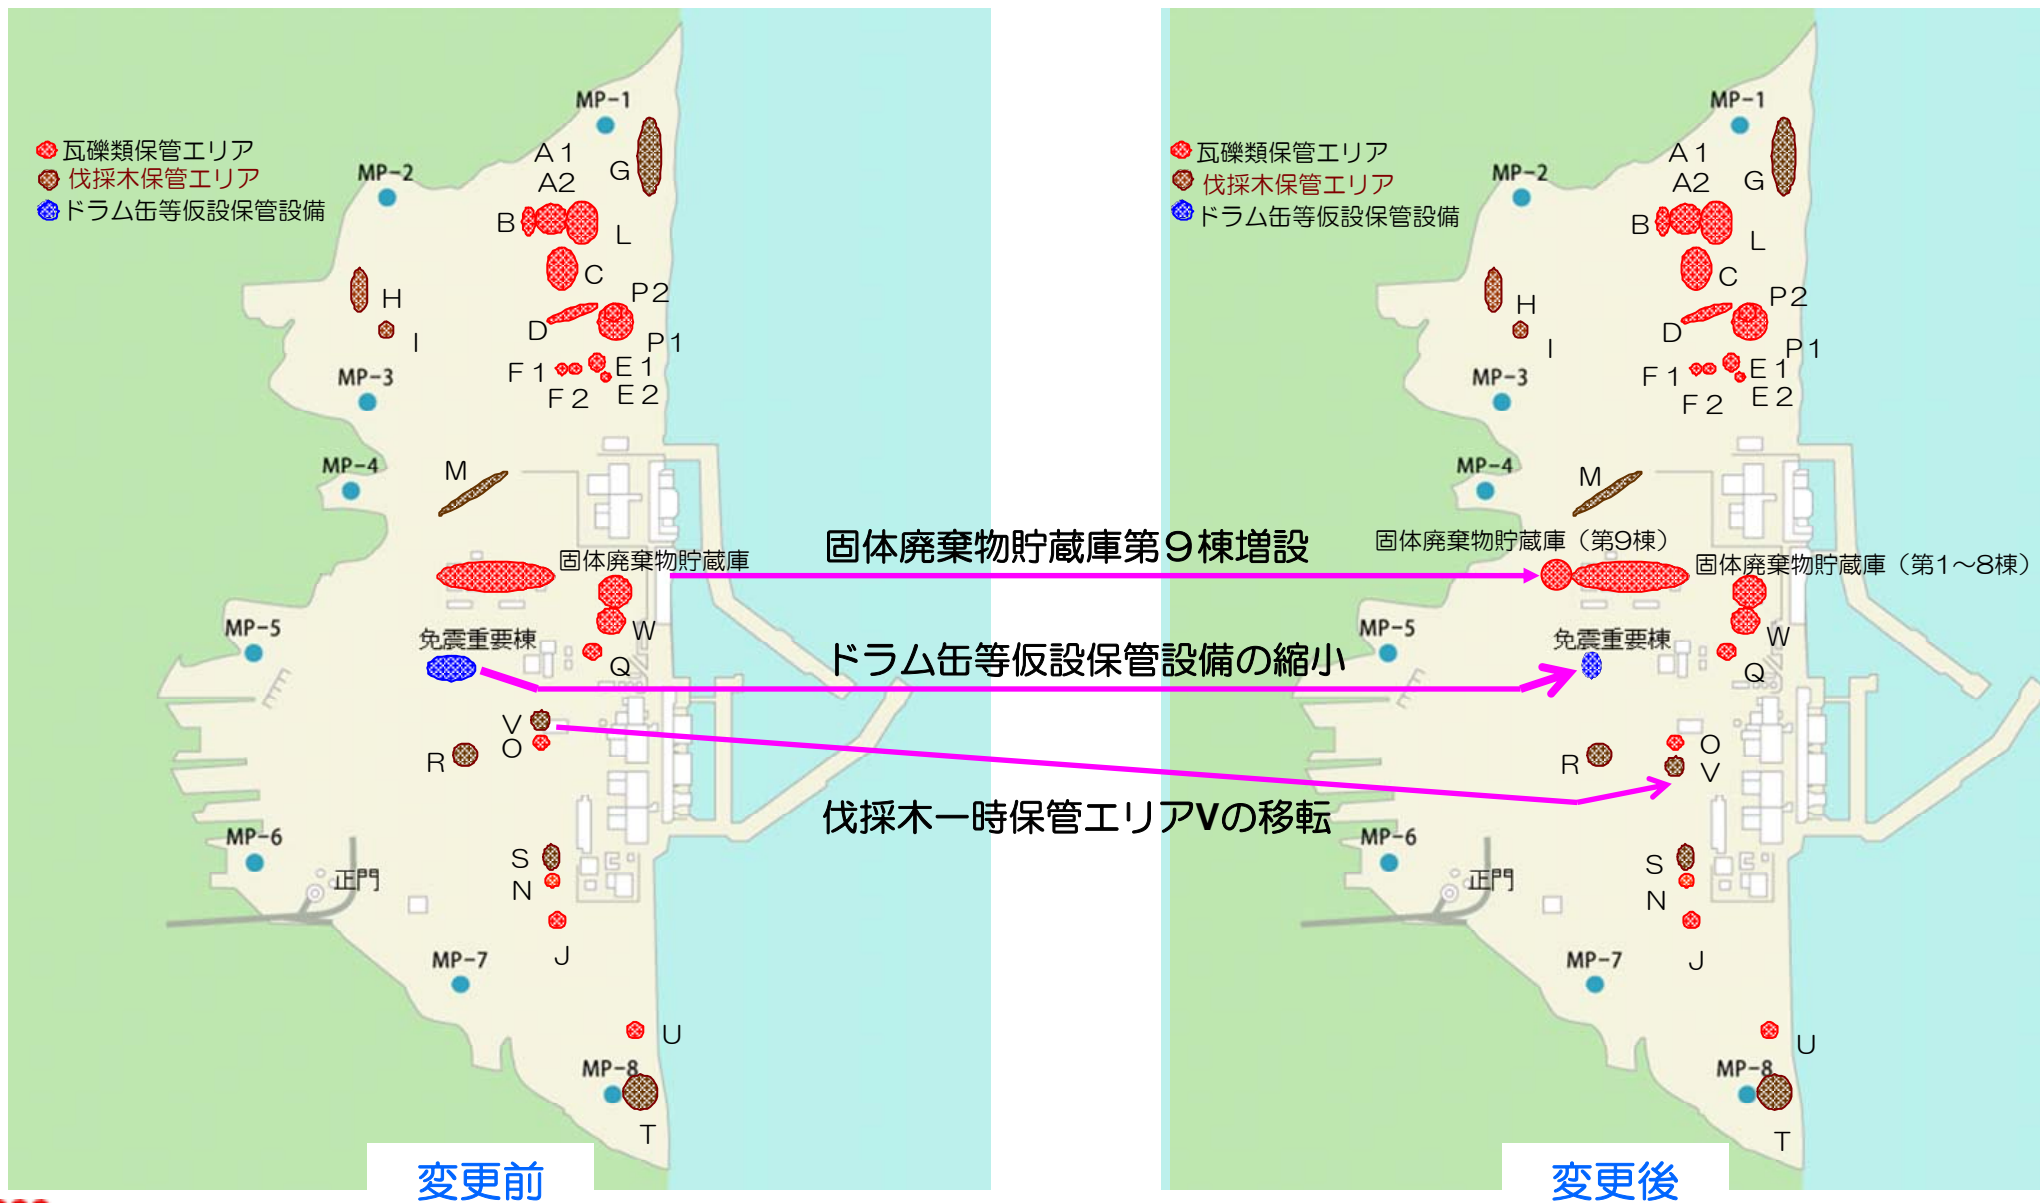 MP-1
瓦礫類保管エリア
伐採木保管エリア
ドラム缶等仮設保管設備
A1
A2
G
MP-2
B
L
C
H
I
P2
D
P1
F1
F2
E1
E2
MP-3
MP-4
M
固体廃棄物貯蔵庫
MP-5
免震重要棟
W
Q
V
O
R
MP-6
S
N
正門
J
MP-7
U
MP-8
T
変更前
固体廃棄物貯蔵庫第9棟増設
ドラム缶等仮設保管設備の縮小
伐採木一時保管エリアVの移転
MP-1
瓦礫類保管エリア
伐採木保管エリア
ドラム缶等仮設保管設備
A1
A2
G
MP-2
B
L
C
H
I
P2
D
P1
F1
F2
E1
E2
MP-3
MP-4
M
固体廃棄物貯蔵庫（第9棟）
固体廃棄物貯蔵庫（第1～8棟）
MP-5
免震重要棟
W
Q
O
V
R
MP-6
S
N
正門
J
MP-7
U
MP-8
T
変更後